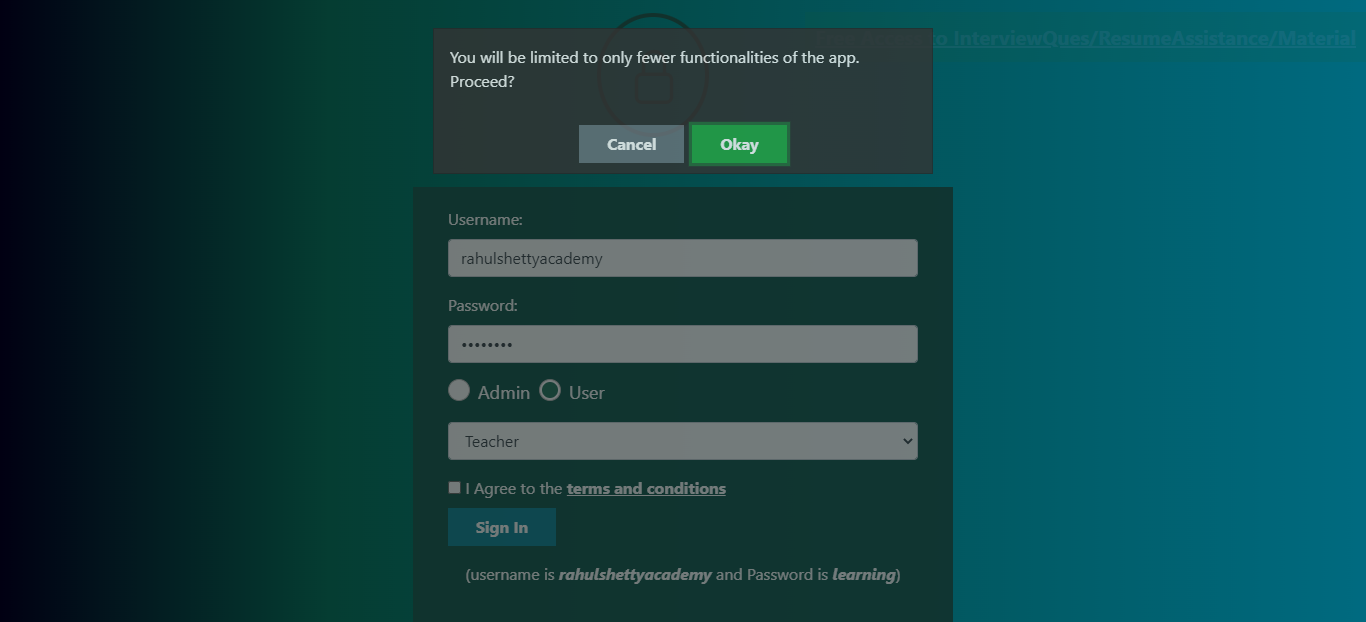 to InterviewQues/ResumeAssistance/Material
You will be limited to only fewer functionalities of the app.
Proceed?
Cancel Okay
Username:
rahulshettyacademy
Password:
••••••••
Admin User
Teacher
I Agree to the terms and conditions
Sign In
(username is rahulshettyacademy and Password is learning)